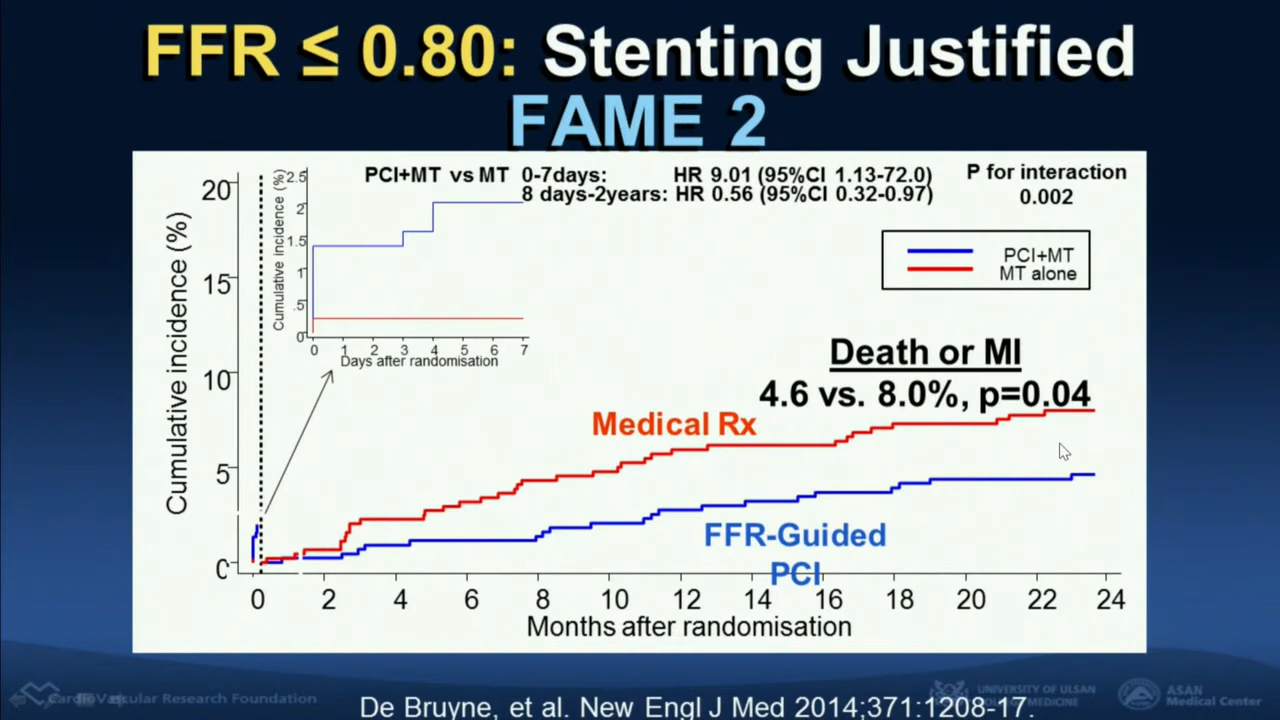 FFR ≤ 0.80: Stenting Justified
FAME 2
PCI+MT vs MT 0-7days: HR 9.01 (95%CI 1.13-72.0)
8 days-2years: HR 0.56 (95%CI 0.32-0.97)
P for interaction
0.002
PCI+MT
MT alone
Cumulative incidence (%)
2.5
2
1.5
1
.5
0
0 1 2 3 4 5 6 7
Days after randomisation
Death or MI
4.6 vs. 8.0%, p=0.04
Medical Rx
FFR-Guided
PCI
Cumulative incidence (%)
20
15
10
5
0 2 4 6 8 10 12 14 16 18 20 22 24
Months after randomisation
CardioVascular Research Foundation
UNIVERSITY OF ULSAN
OF MEDICINE
ASAN
Medical Center
De Bruyne, et al. New Engl J Med 2014;371:1208-17.